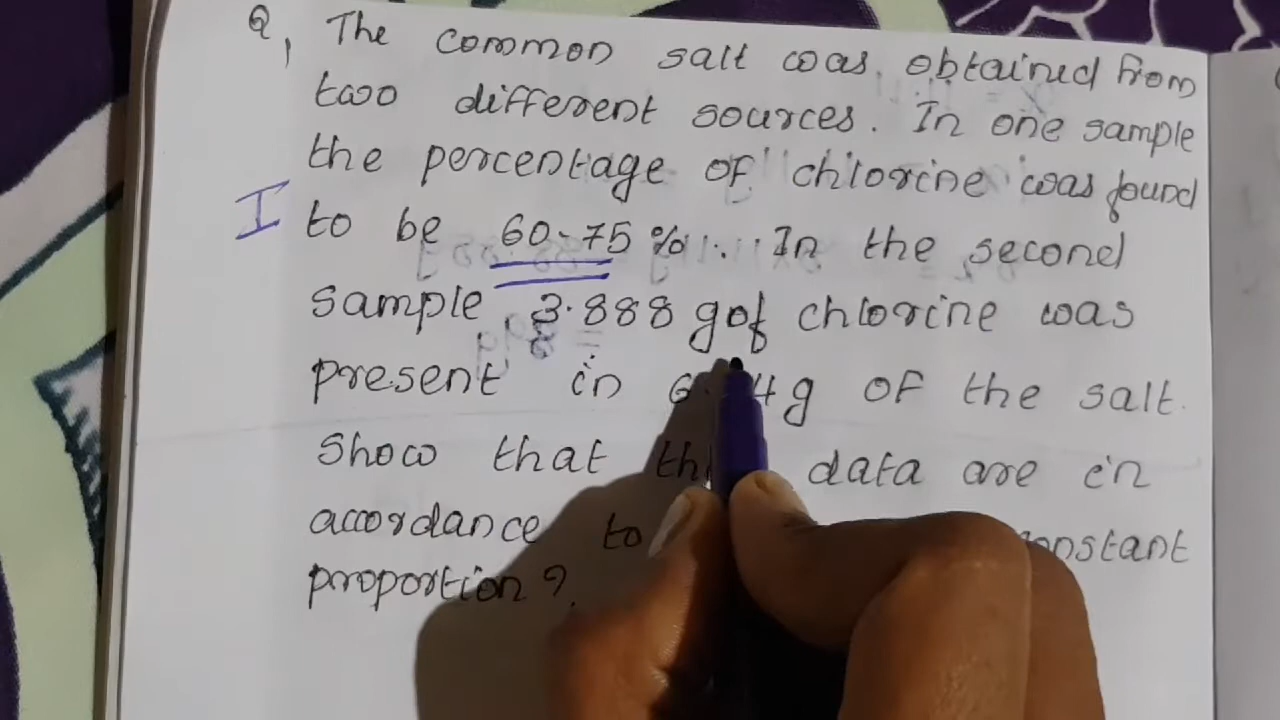 Q, The common salt was obtained from
two different sources. In one sample
the percentage of chlorine was found
I to be 60.75 %. In the second
sample, 3.888 g of chlorine was
present in g of the salt.
Show that data are in
accordance to constant
proportion?